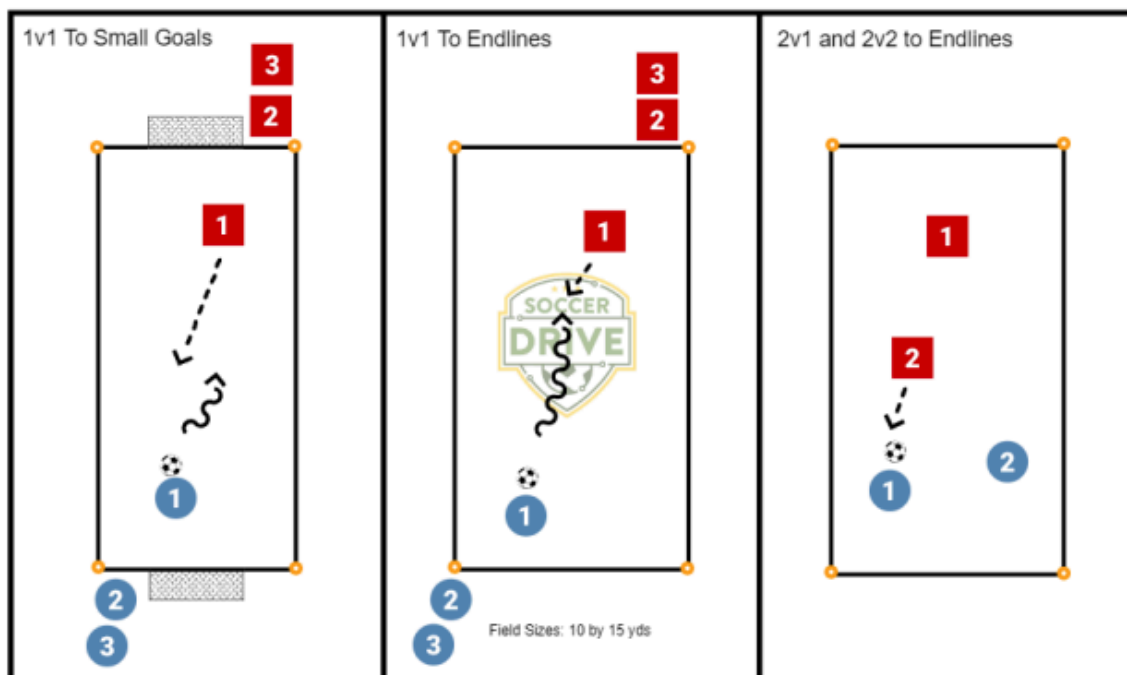 1v1 To Small Goals
3
2
1
1
2
3
1v1 To Endlines
3
2
1
SOCCER
DRIVE
1
2
3
Field Sizes: 10 by 15 yds
2v1 and 2v2 to Endlines
1
2
2
1